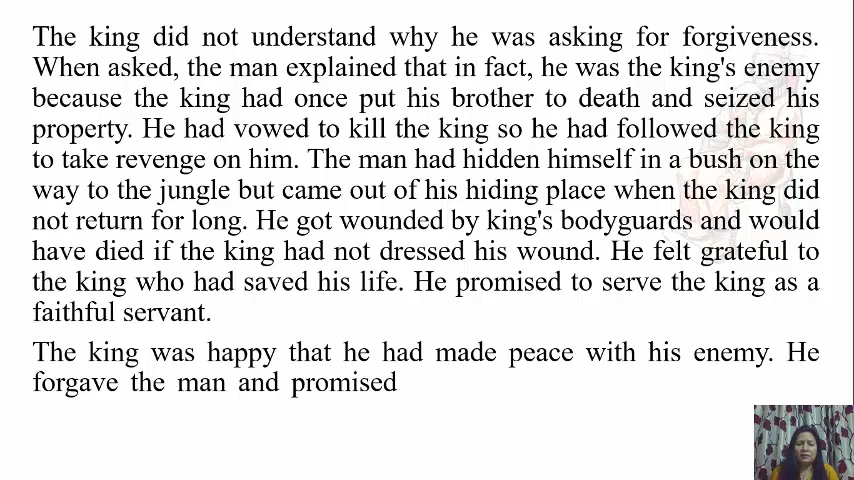 The king did not understand why he was asking for forgiveness.
When asked, the man explained that in fact, he was the king's enemy
because the king had once put his brother to death and seized his
property. He had vowed to kill the king so he had followed the king
to take revenge on him. The man had hidden himself in a bush on the
way to the jungle but came out of his hiding place when the king did
not return for long. He got wounded by king's bodyguards and would
have died if the king had not dressed his wound. He felt grateful to
the king who had saved his life. He promised to serve the king as a
faithful servant.
The king was happy that he had made peace with his enemy. He
forgave the man and promised